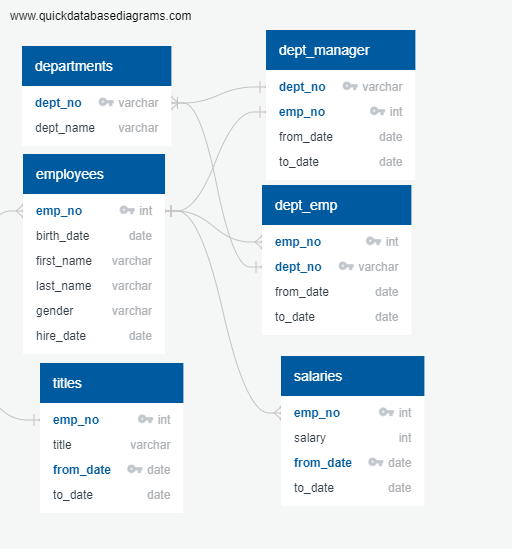 www.quickdatabasediagrams.com
departments
dept_no varchar
dept_name varchar
employees
emp_no int
birth_date date
first_name varchar
last_name varchar
gender varchar
hire_date date
titles
emp_no int
title varchar
from_date date
to_date date
dept_manager
dept_no varchar
emp_no int
from_date date
to_date date
dept_emp
emp_no int
dept_no varchar
from_date date
to_date date
salaries
emp_no int
salary int
from_date date
to_date date